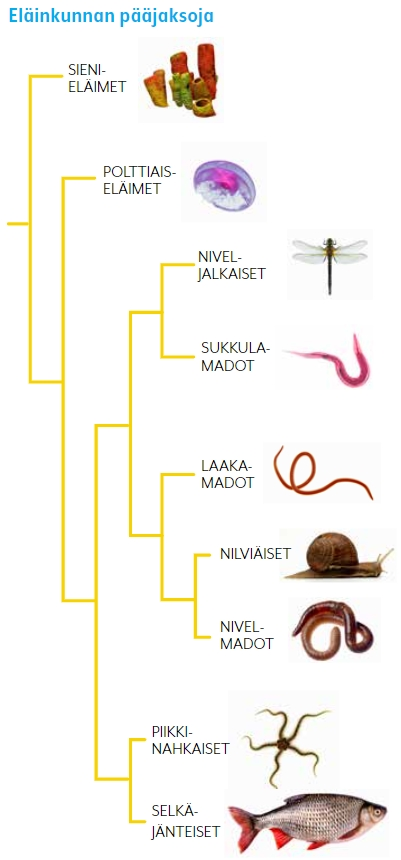 Eläinkunnan pääjaksoja
SIENI-
ELÄIMET
POLTTIAIS-
ELÄIMET
NIVEL-
JALKAISET
SUKKULA-
MADOT
LAAKA-
MADOT
NILVIÄISET
NIVEL-
MADOT
PIIKKI-
NAHKAISET
SELKÄ-
JÄNTEISET